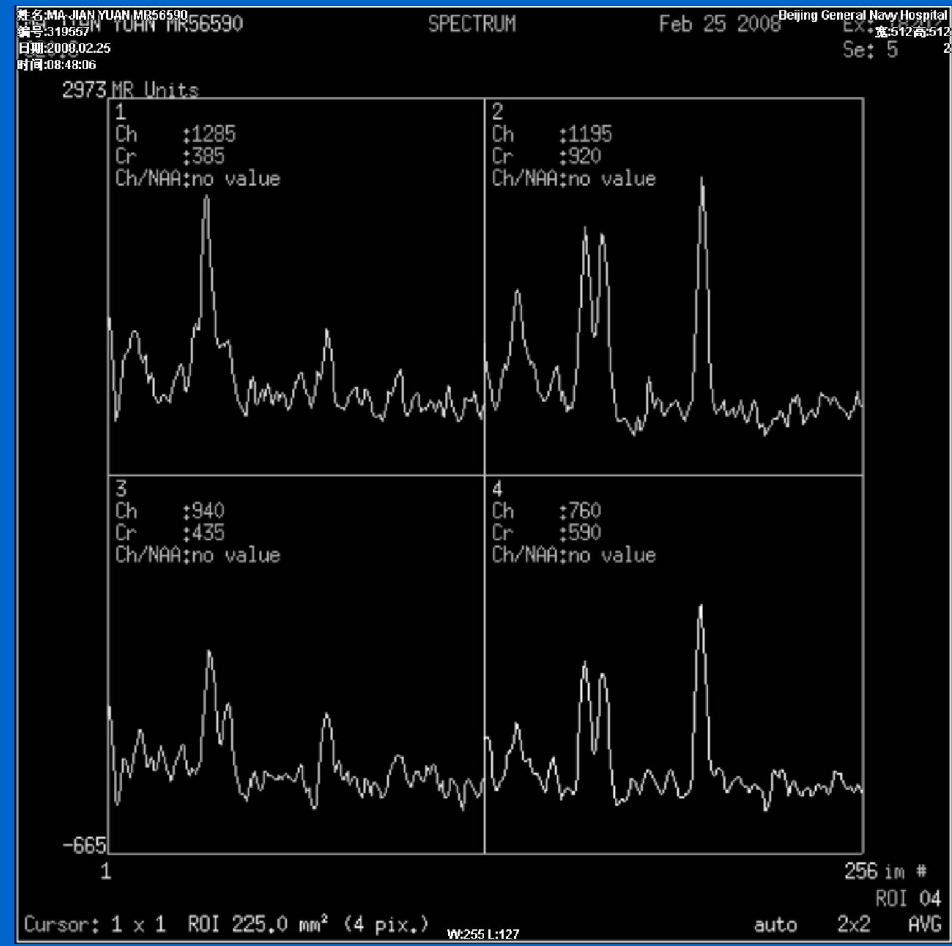 姓名:MA-JIAN YUAN MR56590
编号:319657
日期:2008.02.25
时间:08:48:06
SPECTRUM
Feb 25 2008
Beijing General Navy Hospital
宽:512高:512
Se: 5
2973 MR Units
1
Ch :1285
Cr :385
Ch/NAA:no value
2
Ch :1195
Cr :920
Ch/NAA:no value
3
Ch :940
Cr :435
Ch/NAA:no value
4
Ch :760
Cr :590
Ch/NAA:no value
-665
1
256 im #
ROI 04
Cursor: 1 x 1 ROI 225.0 mm² (4 pix.)
W:255 L:127
auto 2x2 AVG